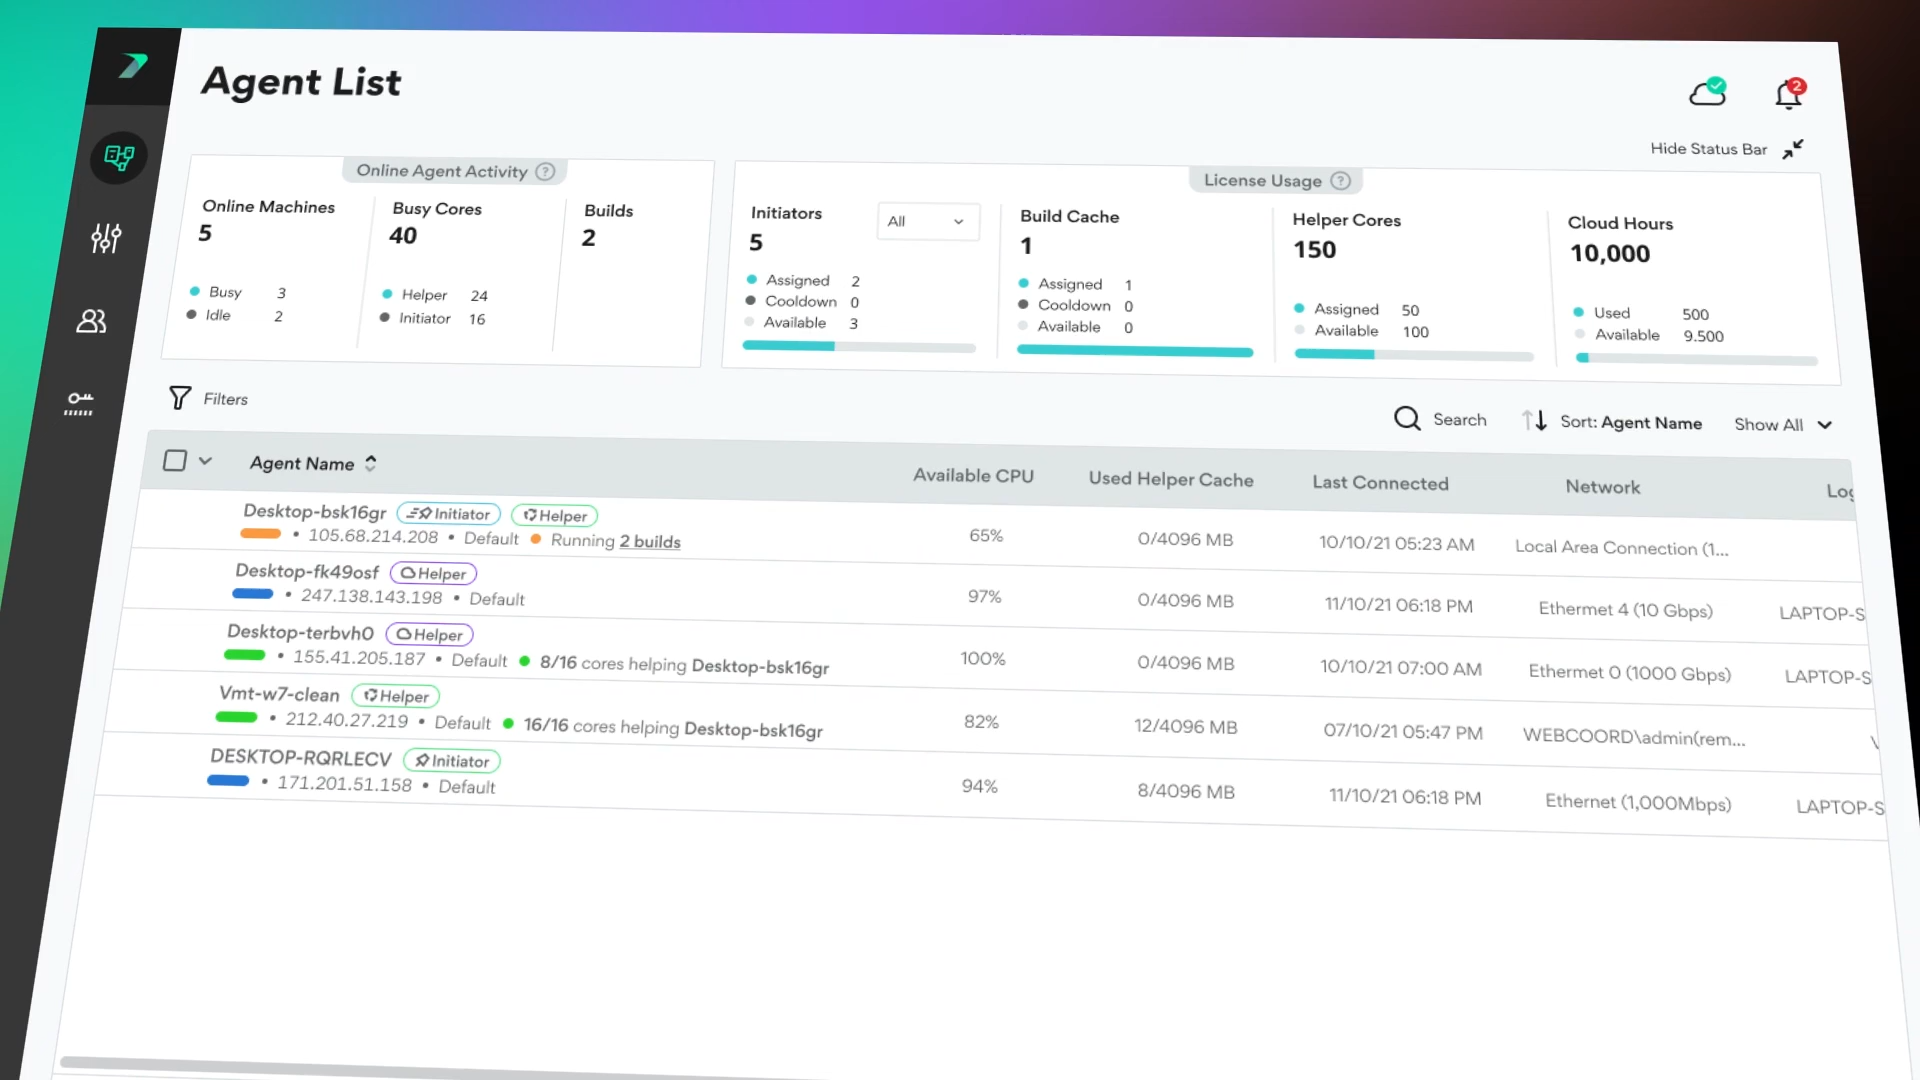 Agent List
2
Hide Status Bar
Online Agent Activity ?
License Usage ?
Online Machines
5
Busy 3
Idle 2
Busy Cores
40
Helper 24
Initiator 16
Builds
2
Initiators
5
All
Assigned 2
Cooldown 0
Available 3
Build Cache
1
Assigned 1
Cooldown 0
Available 0
Helper Cores
150
Assigned 50
Available 100
Cloud Hours
10,000
Used 500
Available 9.500
Filters
Search
Sort: Agent Name
Show All
Agent Name Available CPU Used Helper Cache Last Connected Network Log
Desktop-bsk16gr Initiator Helper
• 105.68.214.208 • Default Running 2 builds
65% 0/4096 MB 10/10/21 05:23 AM Local Area Connection (1...
Desktop-fk49osf Helper
• 247.138.143.198 • Default
97% 0/4096 MB 11/10/21 06:18 PM Ethermet 4 (10 Gbps) LAPTOP-S
Desktop-terbvh0 Helper
• 155.41.205.187 • Default 8/16 cores helping Desktop-bsk16gr
100% 0/4096 MB 10/10/21 07:00 AM Ethermet 0 (1000 Gbps) LAPTOP-S
Vmt-w7-clean Helper
• 212.40.27.219 • Default 16/16 cores helping Desktop-bsk16gr
82% 12/4096 MB 07/10/21 05:47 PM WEBCOORD\admin(rem...
DESKTOP-RQRLECV Initiator
• 171.201.51.158 • Default
94% 8/4096 MB 11/10/21 06:18 PM Ethernet (1,000Mbps) LAPTOP-S